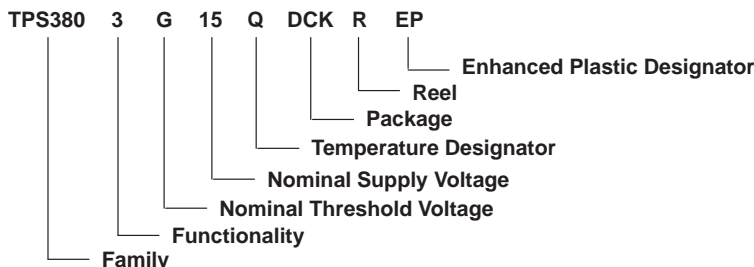 TPS380 3 G 15 Q DCK R EP
Enhanced Plastic Designator
Reel
Package
Temperature Designator
Nominal Supply Voltage
Nominal Threshold Voltage
Functionality
Family